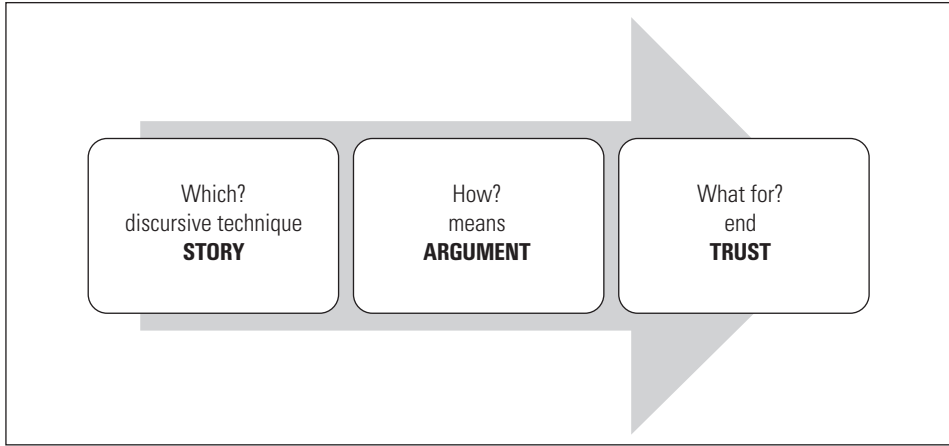 Which?
discursive technique
STORY
How?
means
ARGUMENT
What for?
end
TRUST